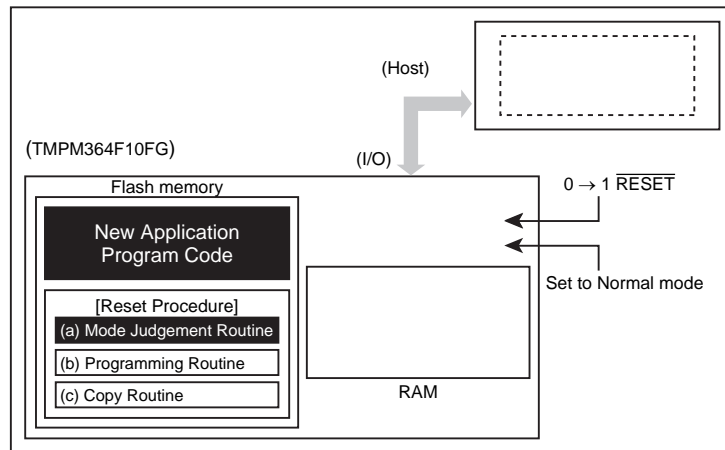 (Host)
(TMPM364F10FG)
(I/O)
Flash memory
0 → 1 RESET
New Application
Program Code
Set to Normal mode
[Reset Procedure]
(a) Mode Judgement Routine
(b) Programming Routine
(c) Copy Routine
RAM